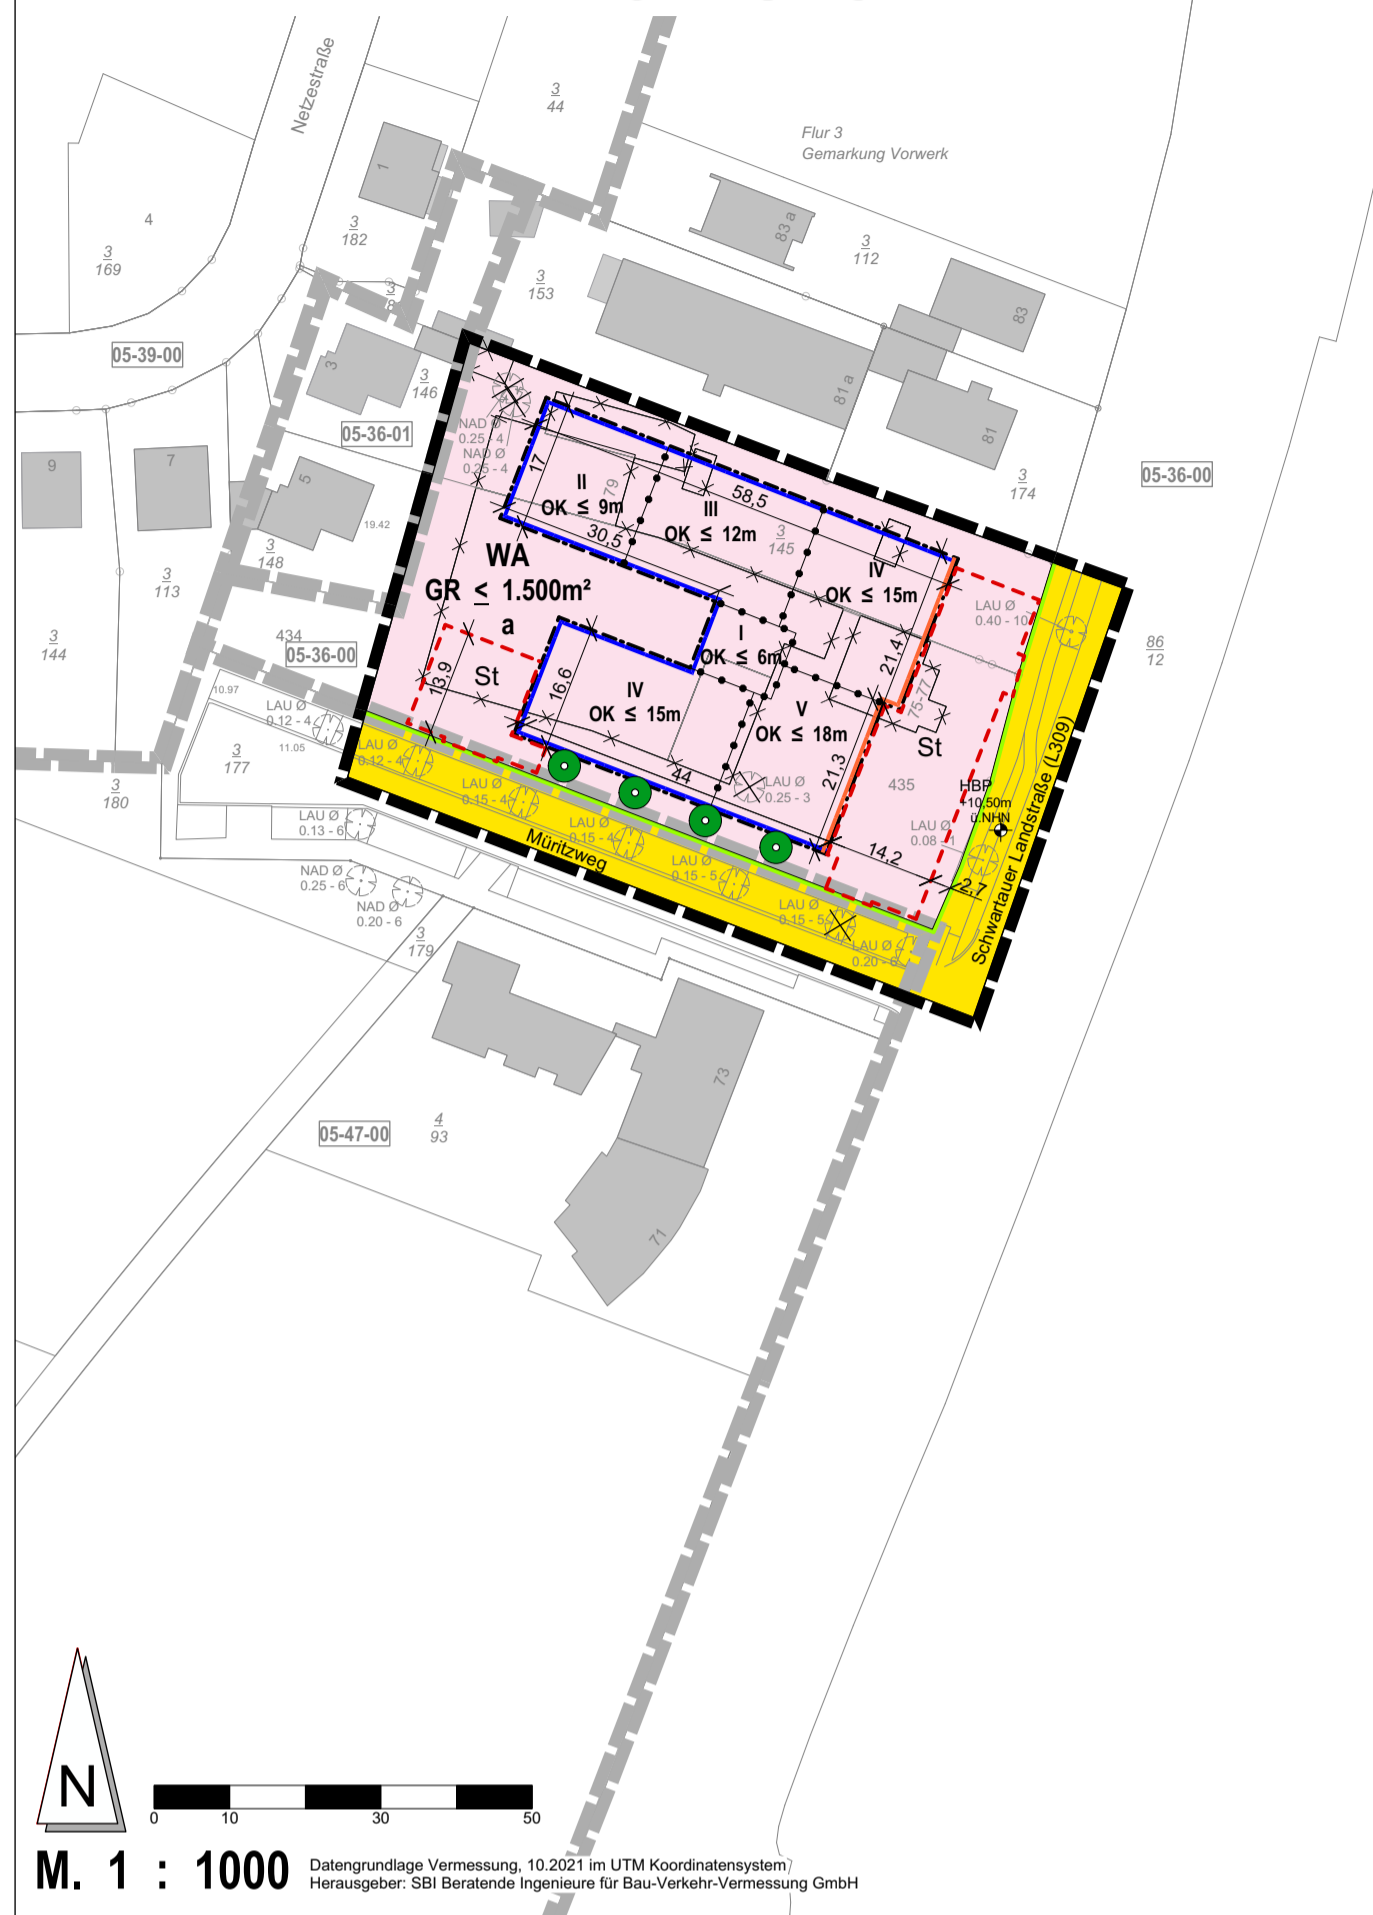 Netzestraße
3
44
Flur 3
Gemarkung Vorwerk
1
4
3
182
3
169
83 a
3
112
3
153
83
05-39-00
3
3
146
81 a
81
05-36-01
NAD Ø
0.25 - 4
NAD Ø
0.25 - 4
05-36-00
3
174
9
7
5
19.42
17
II
OK ≤ 9m
79
58,5
III
OK ≤ 12m
3
145
30,5
3
148
WA
GR ≤ 1.500m²
a
IV
OK ≤ 15m
LAU Ø
0.40 - 10
3
113
3
144
434
05-36-00
I
OK ≤ 6m
86
12
21,4
St
13,9
16,6
IV
OK ≤ 15m
V
OK ≤ 18m
75-77
St
10.97
LAU Ø
0.12 - 4
11.05
3
177
LAU Ø
0.12 - 4
3
180
LAU Ø
0.15 - 4
44
LAU Ø
0.25 - 3
21,3
435
HBP
+10,50m
ü.NHN
Schwartauer Landstraße (L309)
LAU Ø
0.13 - 6
LAU Ø
0.15 - 4
Müritzweg
LAU Ø
0.08 - 1
14,2
2,7
LAU Ø
0.15 - 5
NAD Ø
0.25 - 6
NAD Ø
0.20 - 6
LAU Ø
0.15 - 5
3
179
LAU Ø
0.20 - 6
73
05-47-00
4
93
71
N
0
10
30
50
M. 1 : 1000
Datengrundlage Vermessung, 10.2021 im UTM Koordinatensystem
Herausgeber: SBI Beratende Ingenieure für Bau-Verkehr-Vermessung GmbH